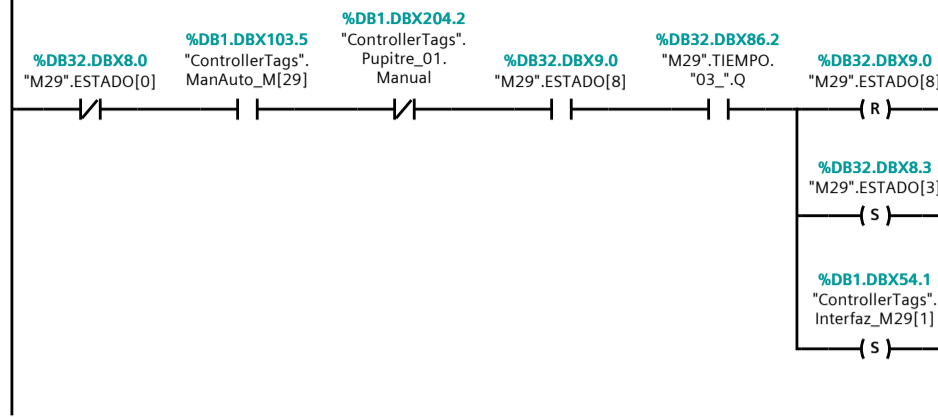 %DB32.DBX8.0
"M29".ESTADO[0]
%DB1.DBX103.5
"ControllerTags".
ManAuto_M[29]
%DB1.DBX204.2
"ControllerTags".
Pupitre_01.
Manual
%DB32.DBX9.0
"M29".ESTADO[8]
%DB32.DBX86.2
"M29".TIEMPO.
"03_".Q
%DB32.DBX9.0
"M29".ESTADO[8]
R
%DB32.DBX8.3
"M29".ESTADO[3]
S
%DB1.DBX54.1
"ControllerTags".
Interfaz_M29[1]
S